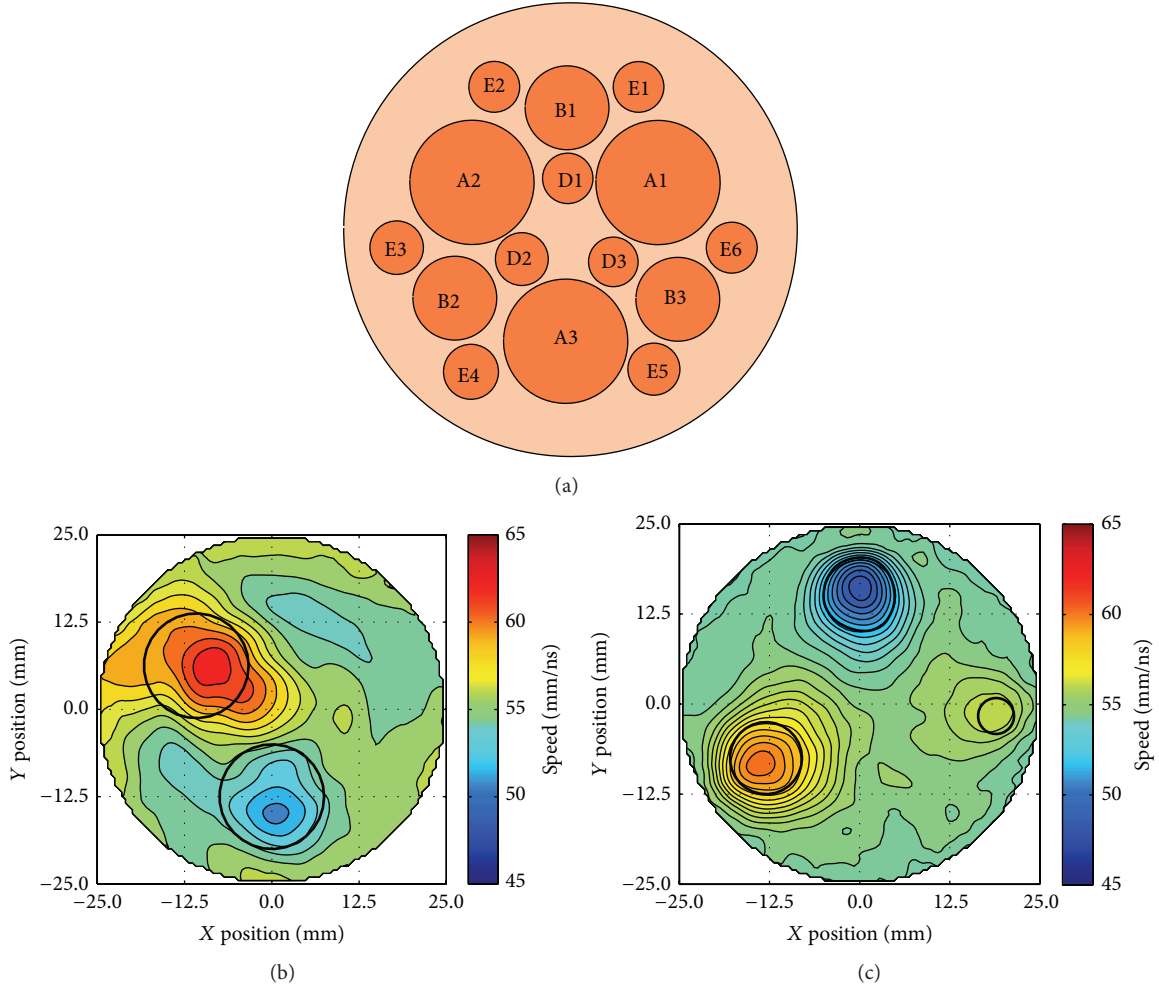 E2
E1
B1
A2
D1
A1
E3
D2
D3
E6
B2
B3
A3
E4
E5
(a)
25.0
12.5
0.0
−12.5
−25.0
Y position (mm)
−25.0 −12.5 0.0 12.5 25.0
X position (mm)
65
60
55
50
45
Speed (mm/ns)
(b)
25.0
12.5
0.0
−12.5
−25.0
Y position (mm)
−25.0 −12.5 0.0 12.5 25.0
X position (mm)
65
60
55
50
45
Speed (mm/ns)
(c)